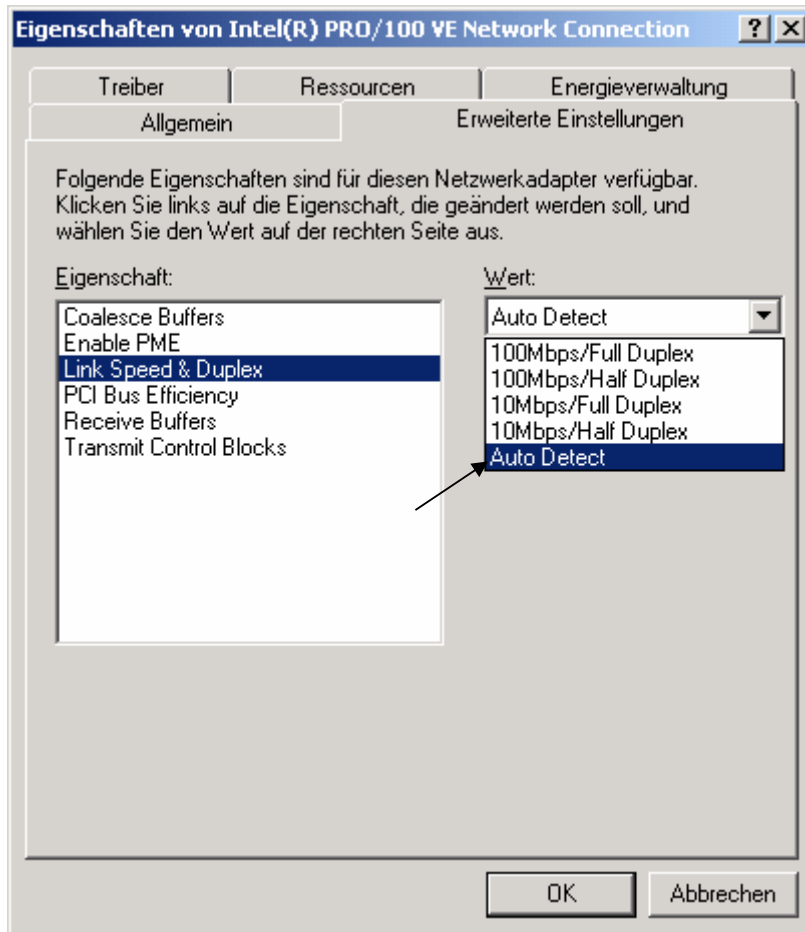 Eigenschaften von Intel(R) PRO/100 VE Network Connection
Treiber
Ressourcen
Energieverwaltung
Allgemein
Erweiterte Einstellungen
Folgende Eigenschaften sind für diesen Netzwerkadapter verfügbar.
Klicken Sie links auf die Eigenschaft, die geändert werden soll, und
wählen Sie den Wert auf der rechten Seite aus.
Eigenschaft:
Coalesce Buffers
Enable PME
Link Speed & Duplex
PCI Bus Efficiency
Receive Buffers
Transmit Control Blocks
Wert:
Auto Detect
100Mbps/Full Duplex
100Mbps/Half Duplex
10Mbps/Full Duplex
10Mbps/Half Duplex
Auto Detect
OK
Abbrechen